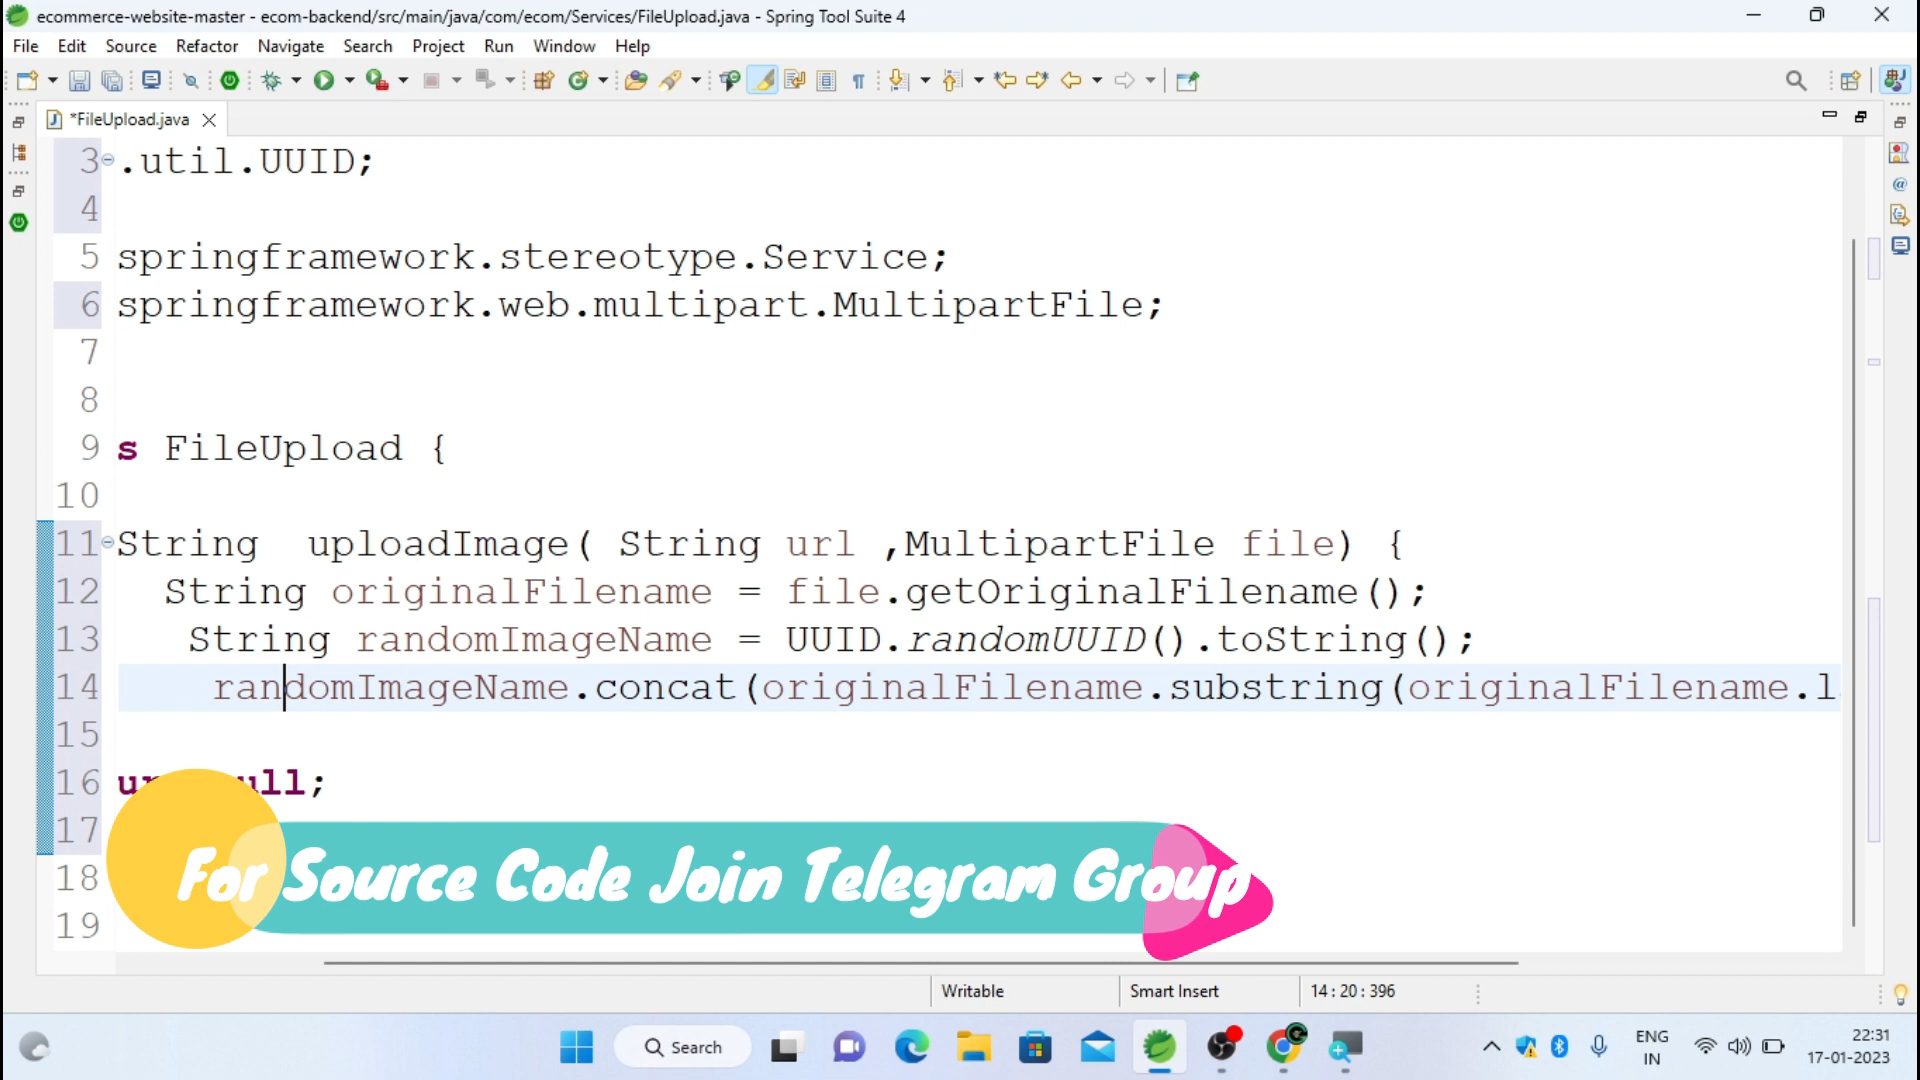 ecommerce-website-master - ecom-backend/src/main/java/com/ecom/Services/FileUpload.java - Spring Tool Suite 4
File Edit Source Refactor Navigate Search Project Run Window Help
*FileUpload.java
3 .util.UUID;
4
5 springframework.stereotype.Service;
6 springframework.web.multipart.MultipartFile;
7
8
9 s FileUpload {
10
11 String uploadImage( String url ,MultipartFile file) {
12 String originalFilename = file.getOriginalFilename();
13 String randomImageName = UUID.randomUUID().toString();
14 randomImageName.concat(originalFilename.substring(originalFilename.l
15
16 ull;
17
For Source Code Join Telegram Group
18
19
Writable Smart Insert 14 : 20 : 396
Search
ENG
IN
22:31
17-01-2023